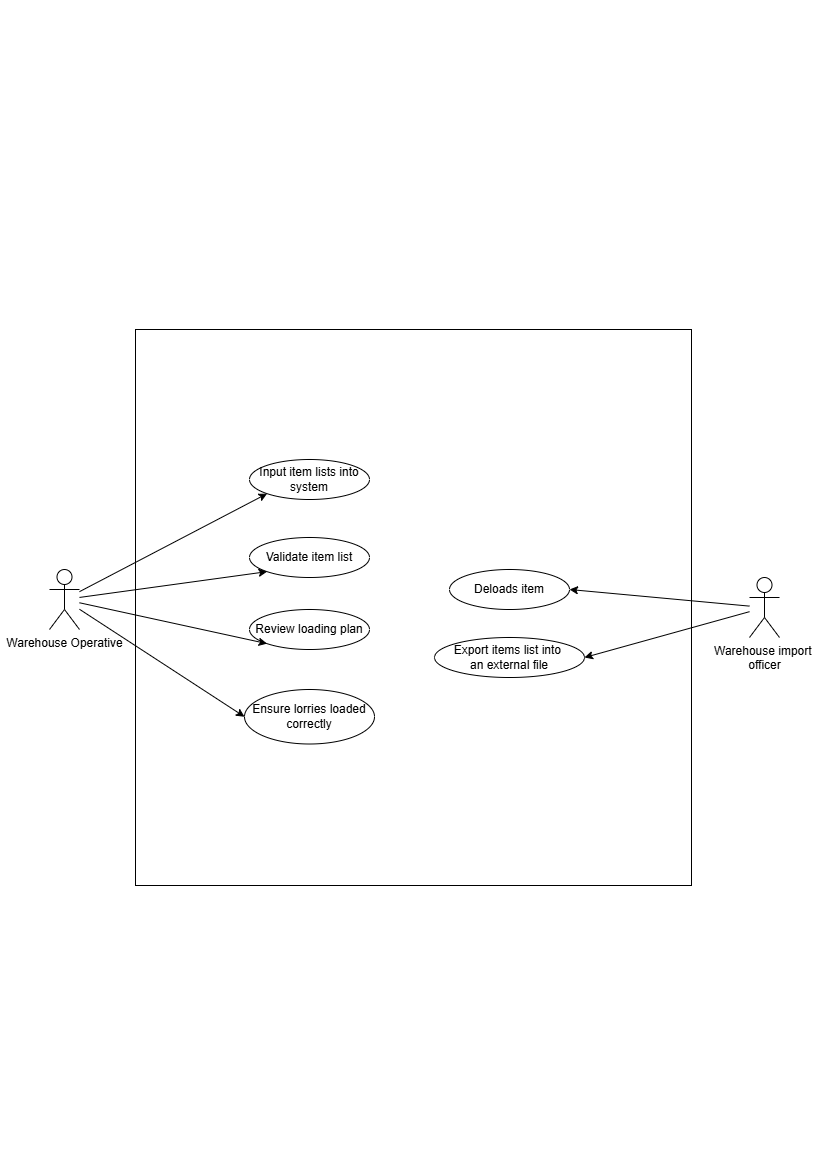 Input item lists into
system
Validate item list
Review loading plan
Ensure lorries loaded
correctly
Warehouse Operative
Deloads item
Export items list into
an external file
Warehouse import
officer